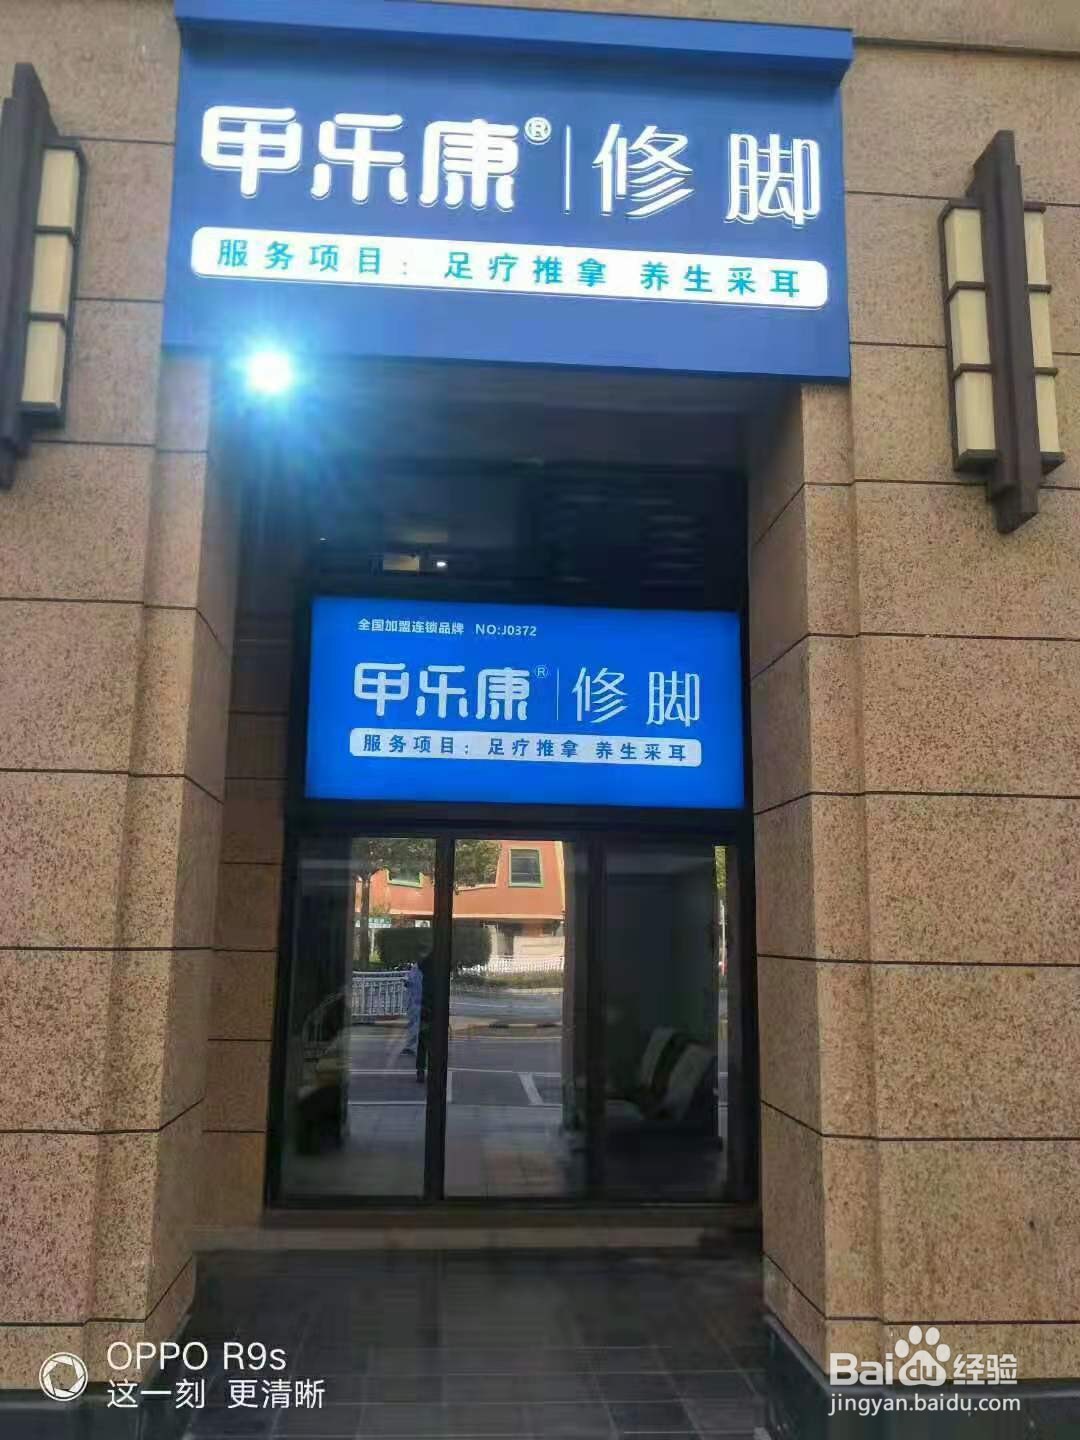 甲乐康®|修脚
服务项目：足疗推拿 养生采耳
全国加盟连锁品牌 NO:J0372
甲乐康®|修脚
服务项目：足疗推拿 养生采耳
OPPO R9s
这一刻 更清晰
Bai du 经验
jingyan.baidu.com